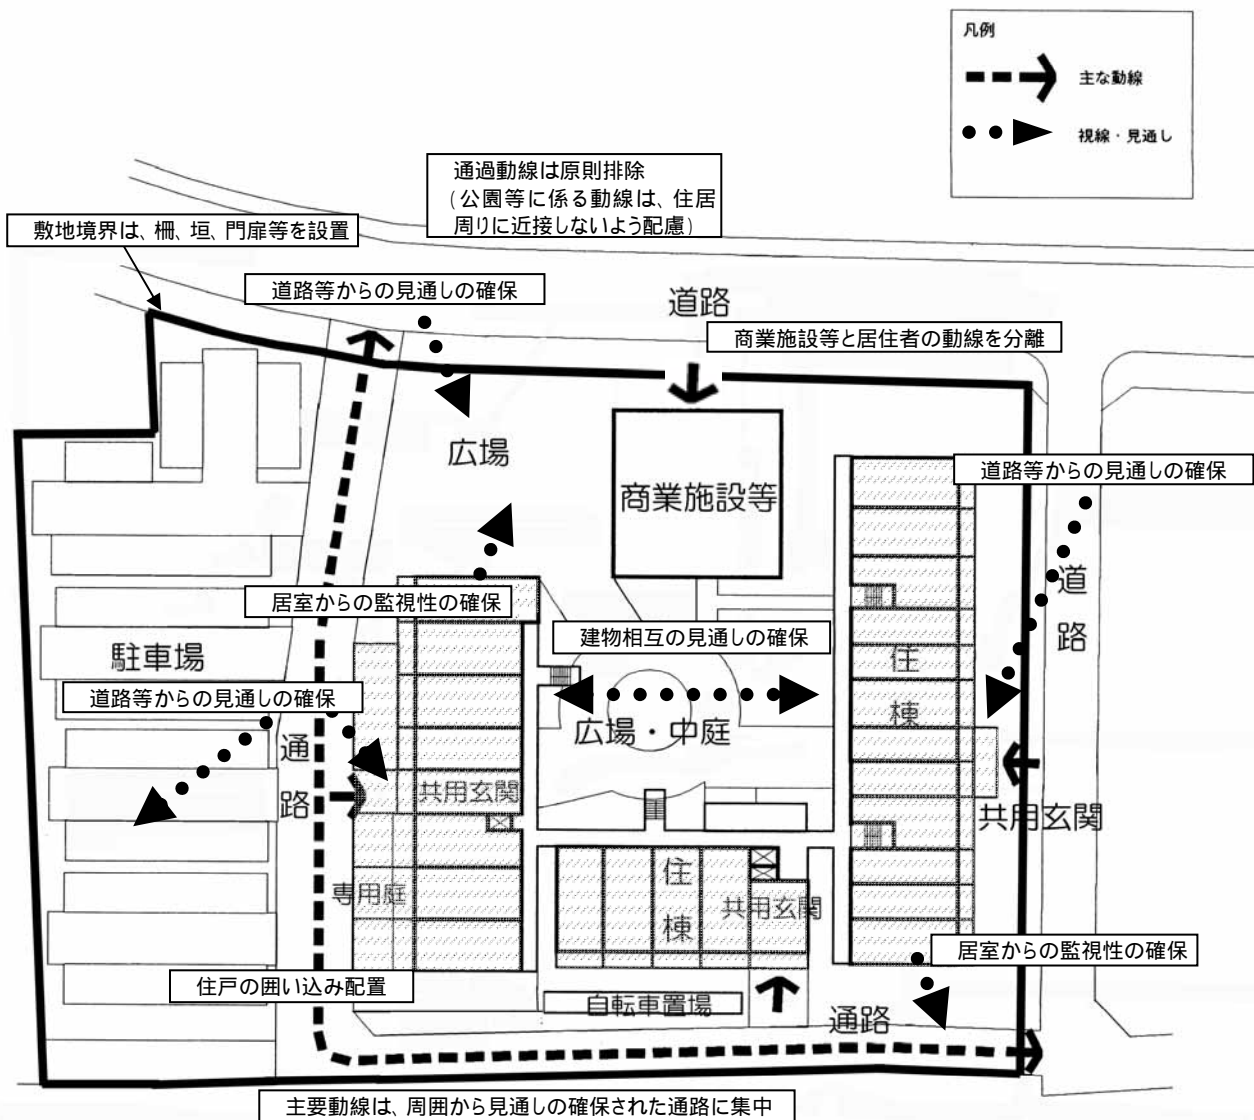 凡例
主な動線
視線・見通し
通過動線は原則排除
(公園等に係る動線は、住居
周りに近接しないよう配慮)
敷地境界は、柵、垣、門扉等を設置
道路等からの見通しの確保
道路
商業施設等と居住者の動線を分離
広場
商業施設等
道路等からの見通しの確保
道
路
居室からの監視性の確保
建物相互の見通しの確保
駐車場
住
棟
道路等からの見通しの確保
広場・中庭
通
路
共用玄関
共用玄関
専用庭
住
棟
共用玄関
居室からの監視性の確保
住戸の囲い込み配置
自転車置場
通路
主要動線は、周囲から見通しの確保された通路に集中